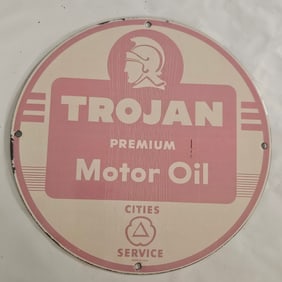 TROJAN
PREMIUM
Motor Oil
CITIES
SERVICE